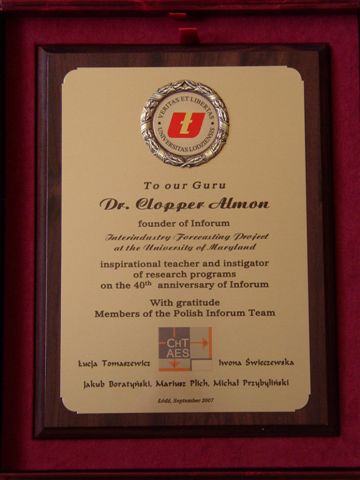 VERITAS ET LIBERTAS
UNIVERSITAS LODZIENSIS
UŁ
To our Guru
Dr. Clopper Almon
founder of Inforum
Interindustry Forecasting Project
at the University of Maryland
inspirational teacher and instigator
of research programs
on the 40th anniversary of Inforum
With gratitude
Members of the Polish Inforum Team
CHT
AES
Łucja Tomaszewicz Iwona Świeczewska
Jakub Boratyński, Mariusz Plich, Michał Przybyliński
Łódź, September 2007